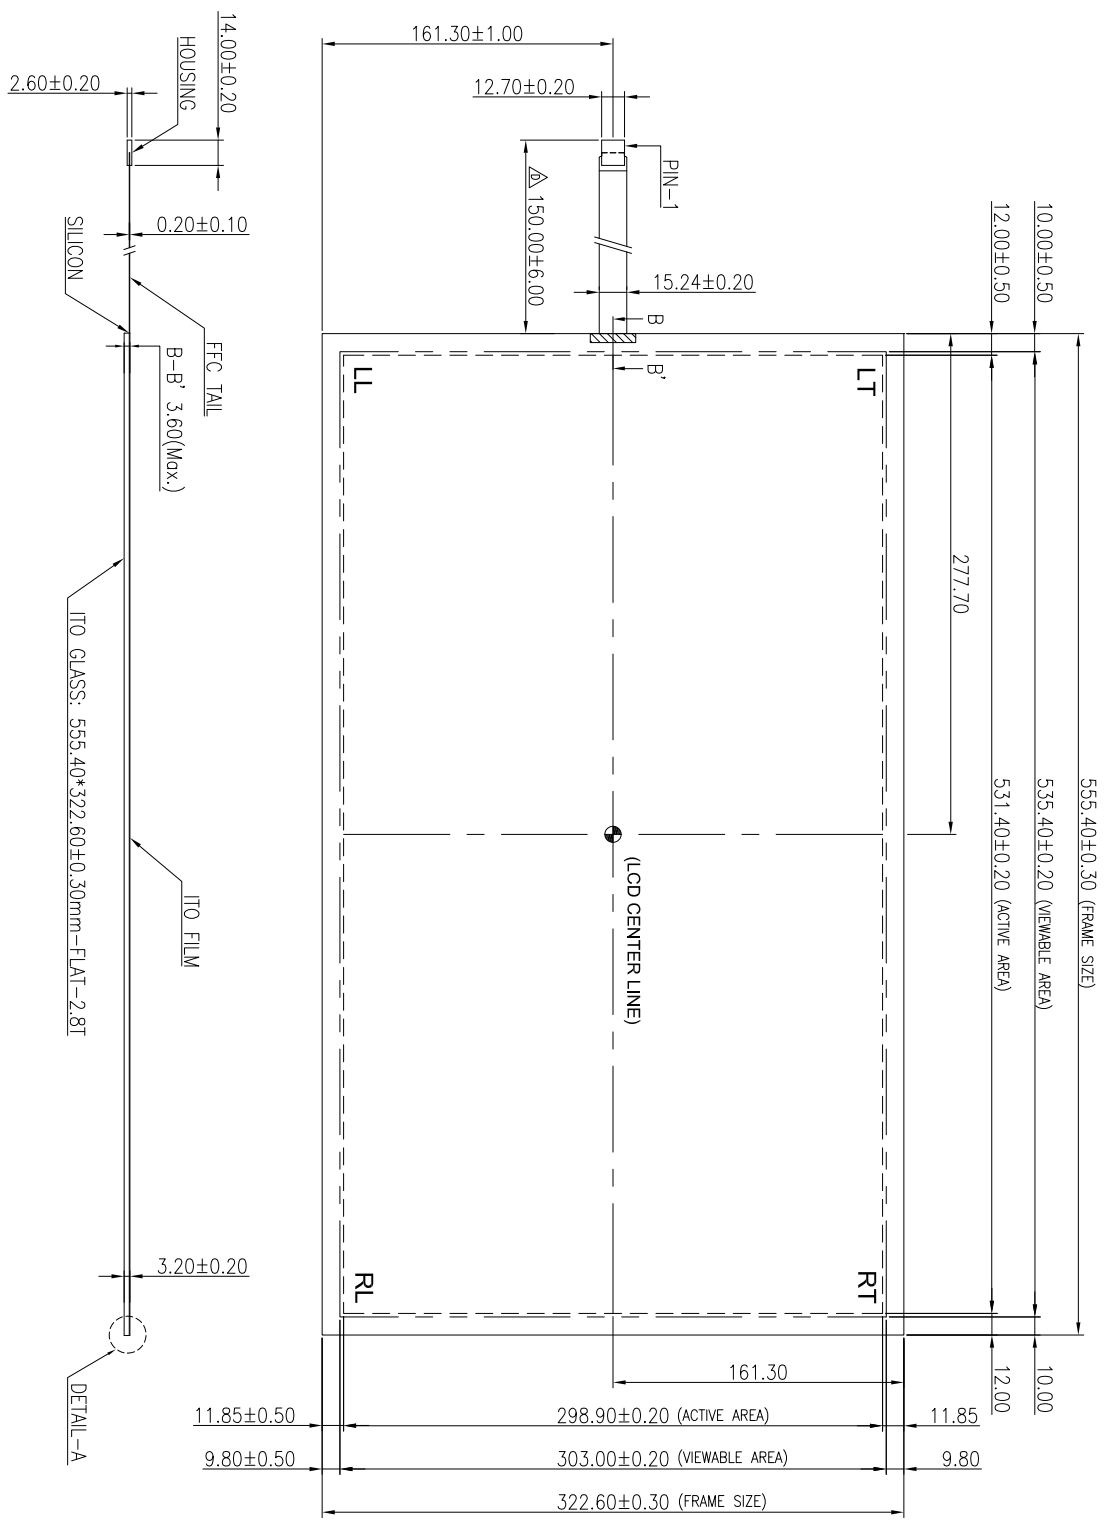 555.40±0.30 (FRAME SIZE)
535.40±0.20 (VIEWABLE AREA)
531.40±0.20 (ACTIVE AREA)
10.00±0.50
12.00±0.50
10.00
12.00
277.70
161.30±1.00
12.70±0.20
PIN-1
D 150.00±6.00
15.24±0.20
B
B'
LT
RT
LL
RL
(LCD CENTER LINE)
161.30
11.85
298.90±0.20 (ACTIVE AREA)
11.85±0.50
9.80
303.00±0.20 (VIEWABLE AREA)
9.80±0.50
322.60±0.30 (FRAME SIZE)
14.00±0.20
HOUSING
2.60±0.20
0.20±0.10
FFC TAIL
B-B' 3.60(Max.)
SILICON
ITO FILM
ITO GLASS: 555.40*322.60±0.30mm-FLAT-2.8T
3.20±0.20
DETAIL-A